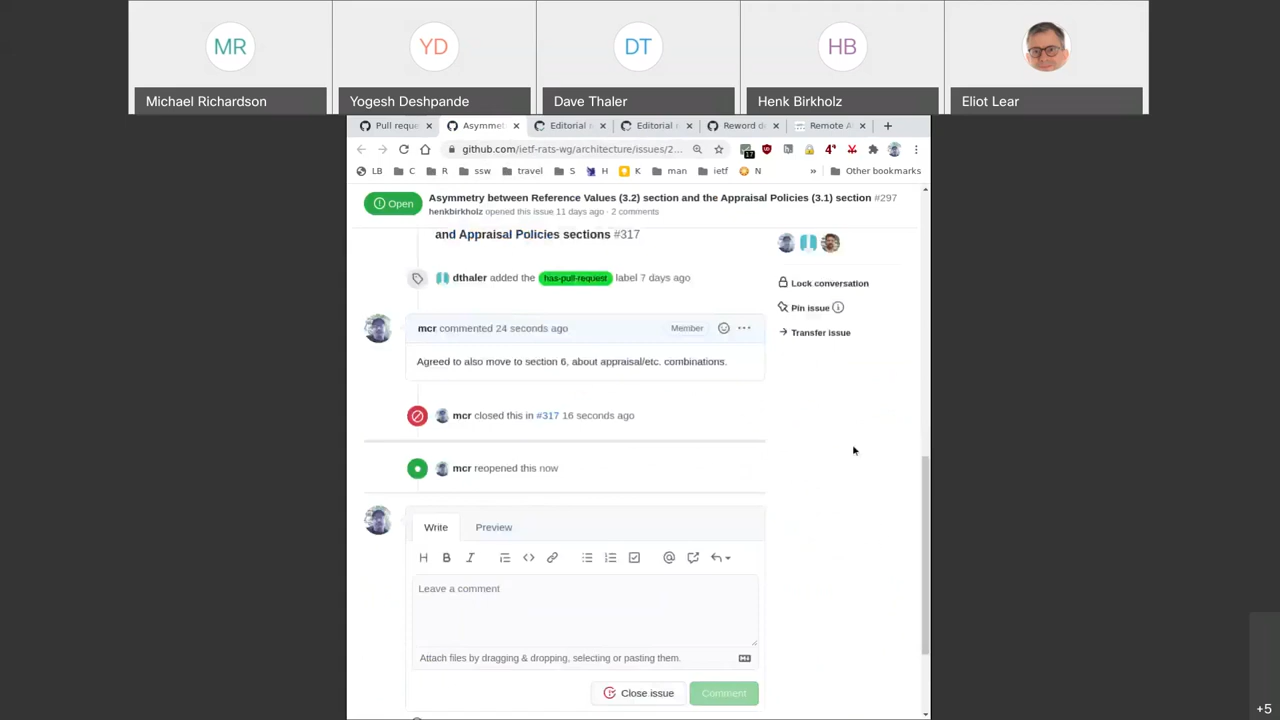 MR
YD
DT
HB
Michael Richardson
Yogesh Deshpande
Dave Thaler
Henk Birkholz
Eliot Lear
Pull reque
Asymmet
Editorial n
Editorial c
Reword de
Remote A
github.com/ietf-rats-wg/architecture/issues/2...
17
LB
C
R
ssw
travel
S
H
K
man
ietf
N
»
Other bookmarks
Open
Asymmetry between Reference Values (3.2) section and the Appraisal Policies (3.1) section #297
henkbirkholz opened this issue 11 days ago · 2 comments
and Appraisal Policies sections #317
dthaler added the has-pull-request label 7 days ago
Lock conversation
Pin issue
Transfer issue
mcr commented 24 seconds ago
Member
Agreed to also move to section 6, about appraisal/etc. combinations.
mcr closed this in #317 16 seconds ago
mcr reopened this now
Write
Preview
H B I
Leave a comment
Attach files by dragging & dropping, selecting or pasting them.
Close issue
Comment
+5